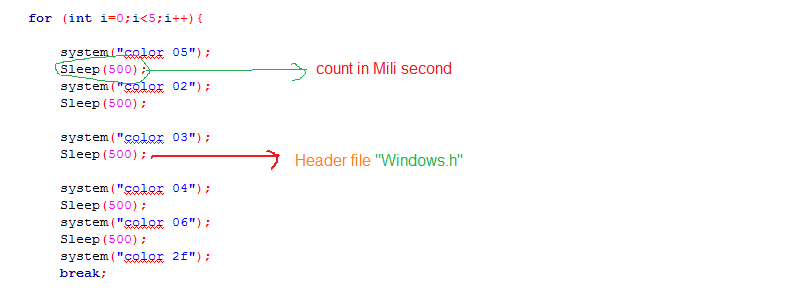 for (int i=0;i<5;i++){
system("color 05");
Sleep(500);
count in Mili second
system("color 02");
Sleep(500);
system("color 03");
Sleep(500);
Header file "Windows.h"
system("color 04");
Sleep(500);
system("color 06");
Sleep(500);
system("color 2f");
break;